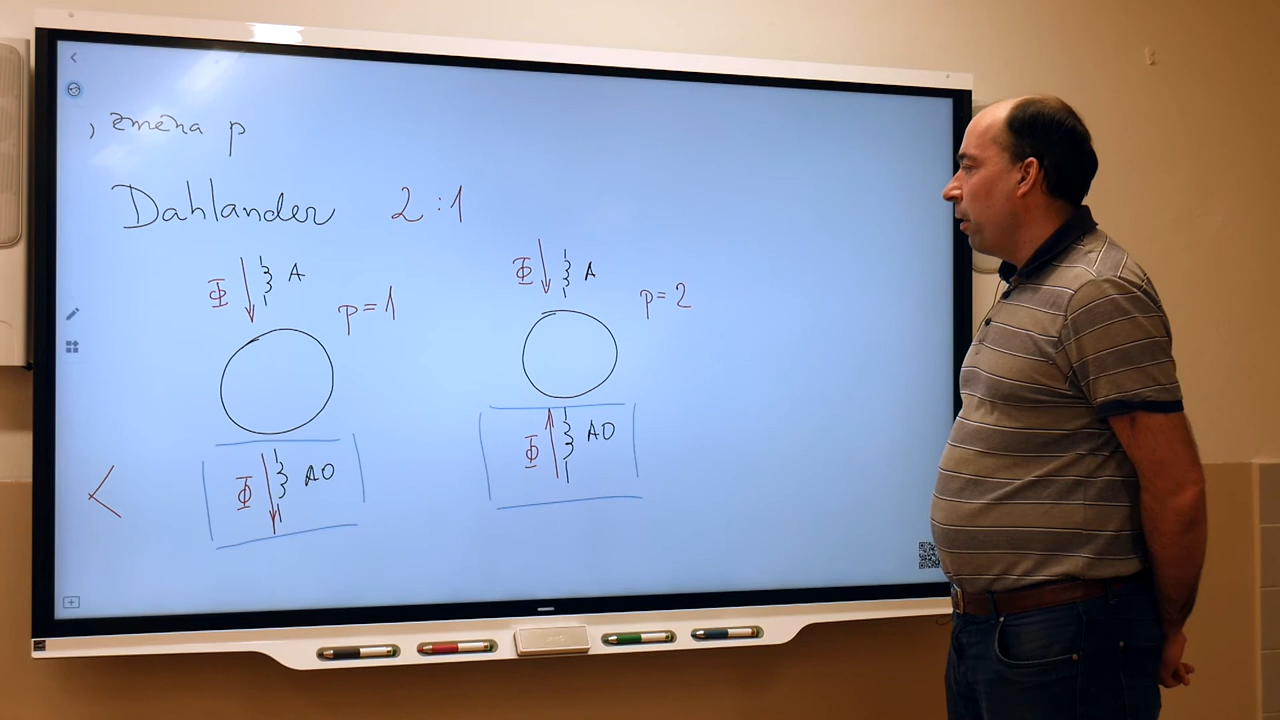 , změna p
Dahlander 2:1
Φ A
p=1
Φ A
p=2
Φ AO
Φ AO
<